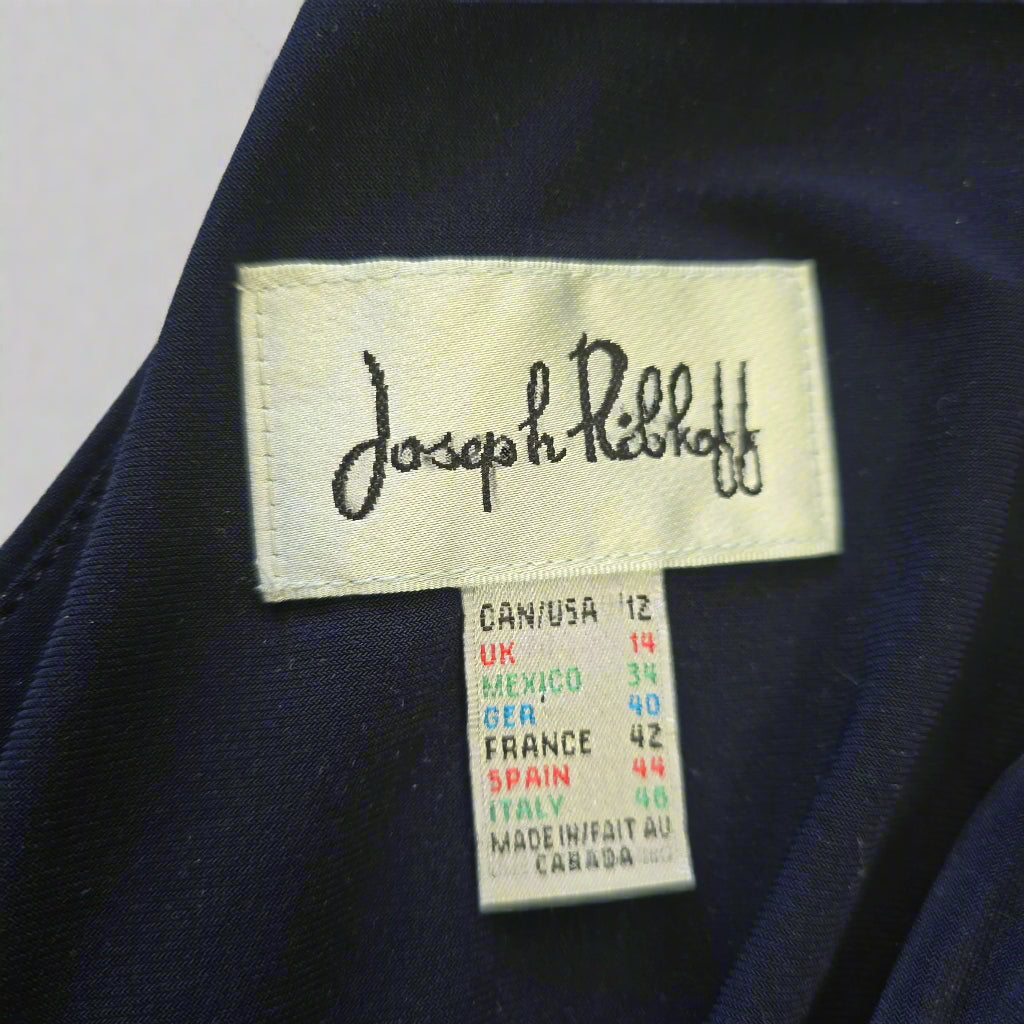 Joseph Ribkoff
CAN/USA 12
UK 14
MEXICO 34
GER 40
FRANCE 42
SPAIN 44
ITALY 46
MADE IN/FAIT AU
CANADA